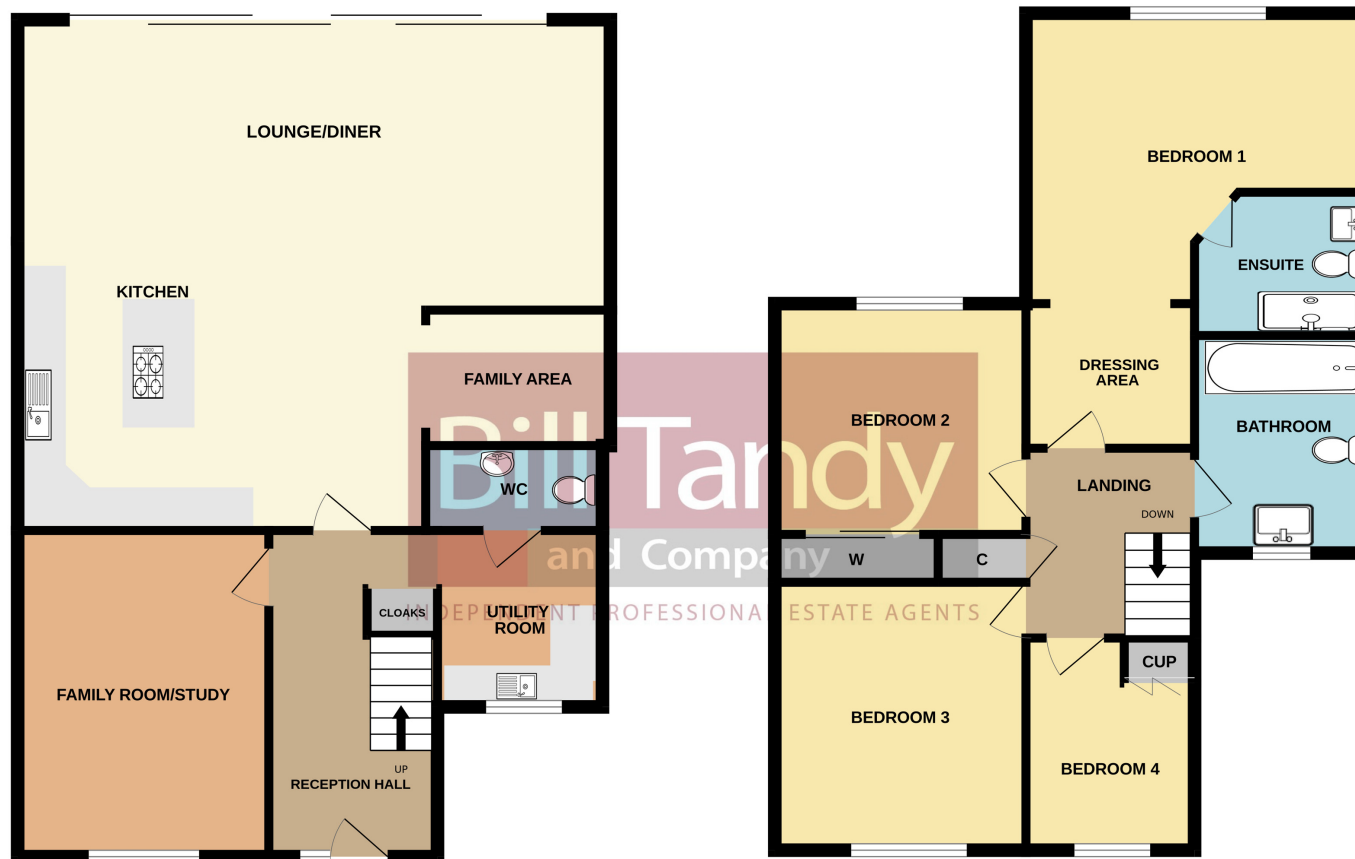 LOUNGE/DINER
KITCHEN
FAMILY AREA
WC
CLOAKS
UTILITY
ROOM
FAMILY ROOM/STUDY
UP
RECEPTION HALL
BEDROOM 1
ENSUITE
DRESSING
AREA
BEDROOM 2
BATHROOM
LANDING
DOWN
W
C
CUP
BEDROOM 3
BEDROOM 4
Bill Tandy
and Company
INDEPENDENT PROFESSIONAL ESTATE AGENTS